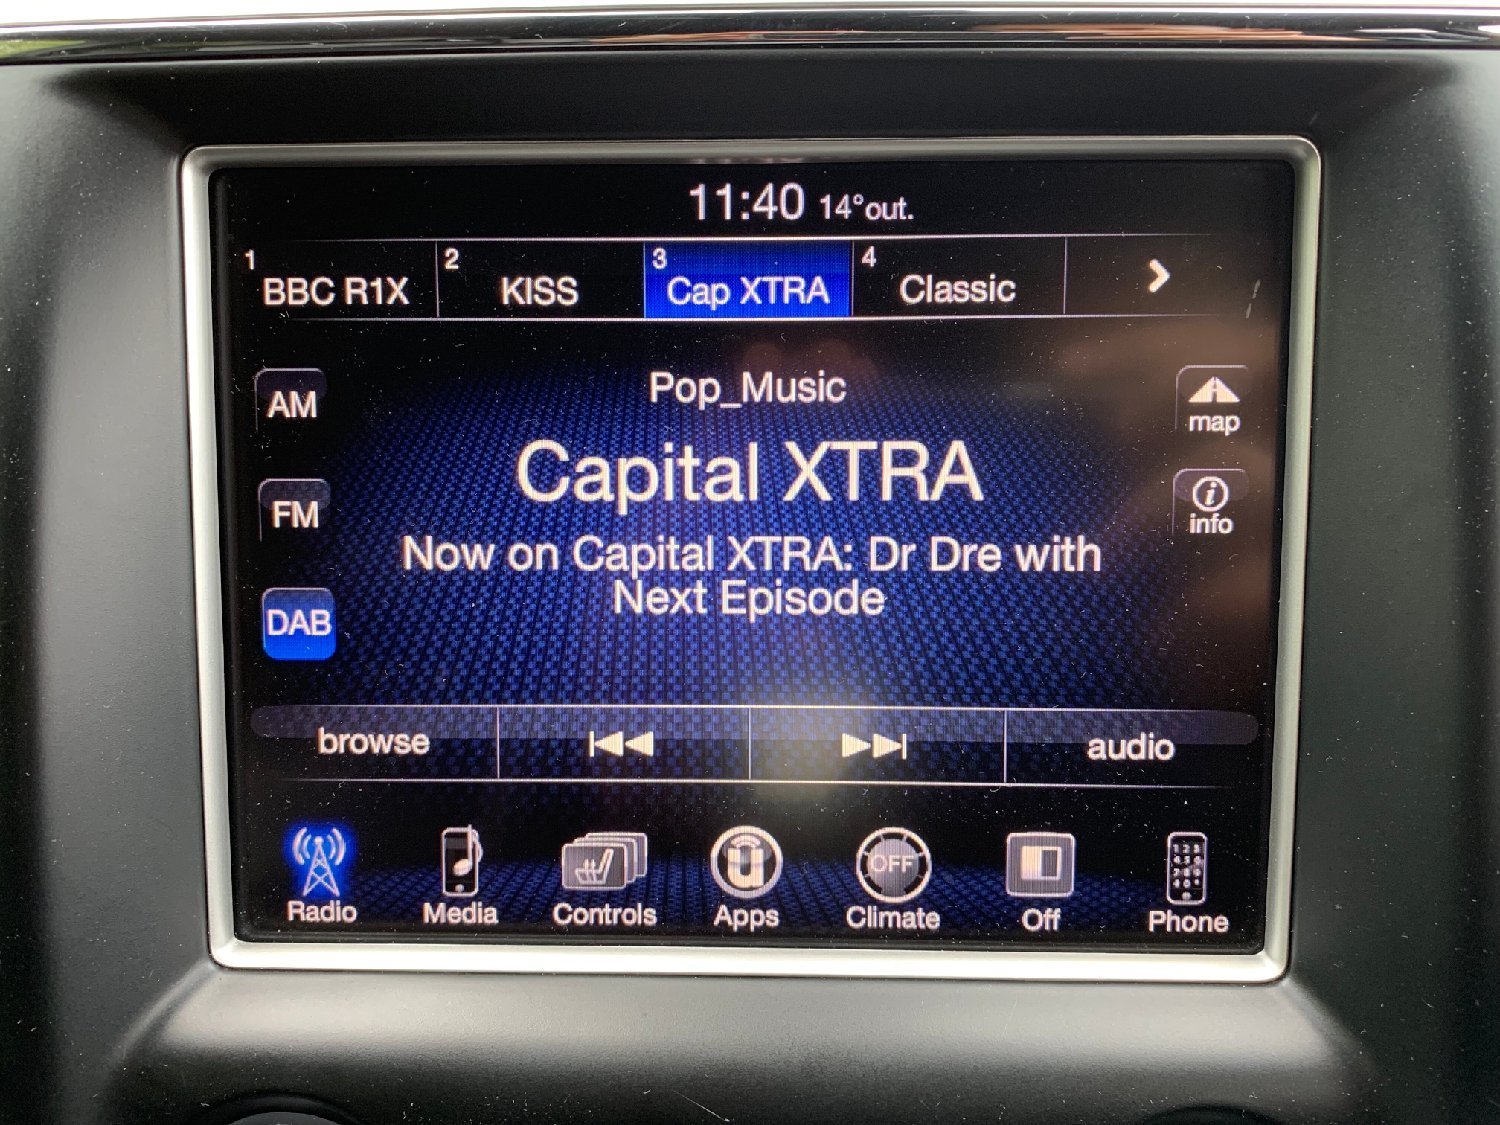 11:40 14°out.
1 BBC R1X
2 KISS
3 Cap XTRA
4 Classic
AM
FM
DAB
Pop_Music
Capital XTRA
Now on Capital XTRA: Dr Dre with
Next Episode
map
info
browse
audio
Radio
Media
Controls
Apps
OFF
Climate
Off
Phone